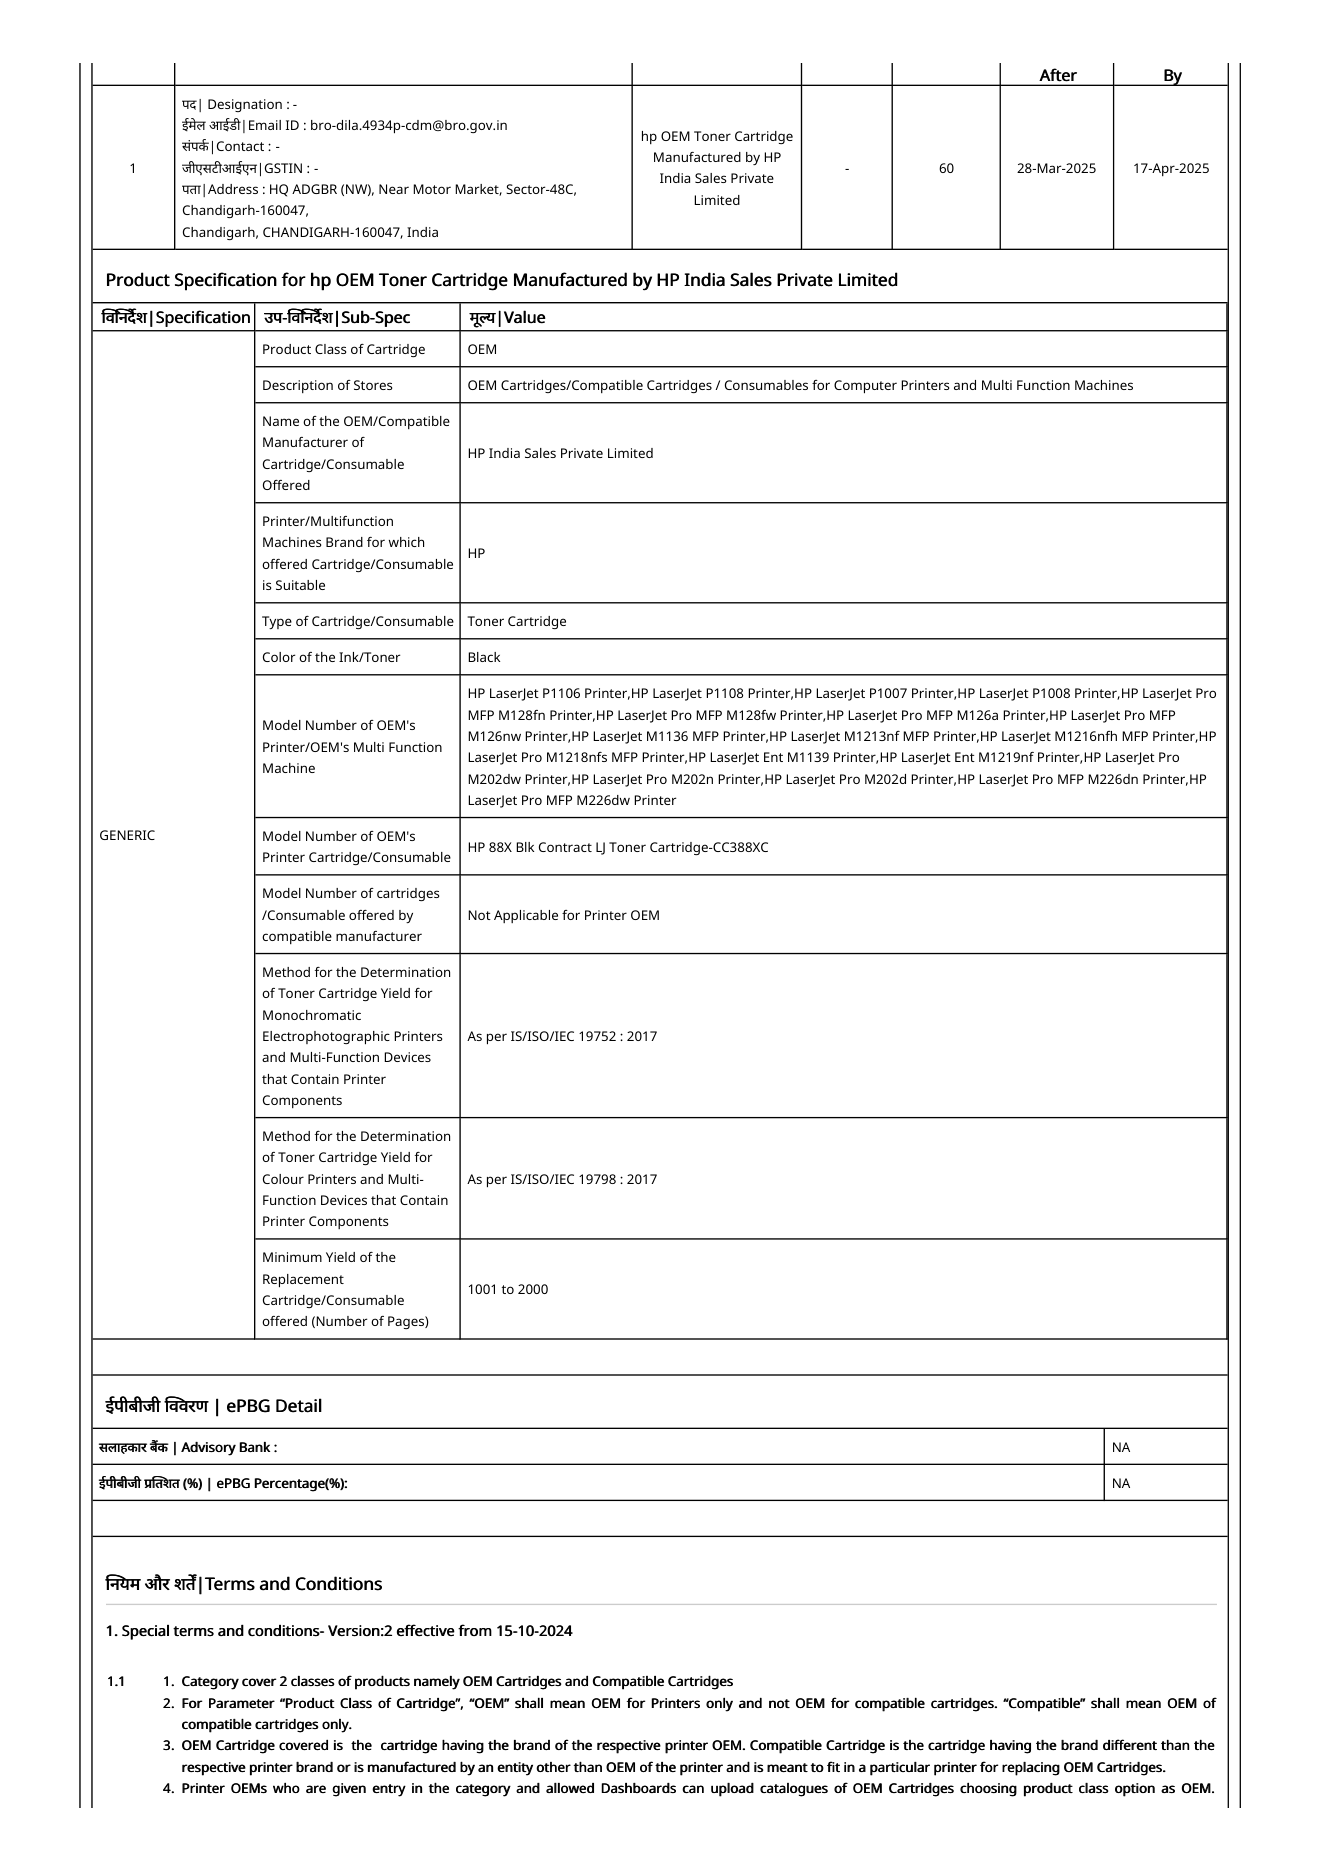 After By
पद| Designation : -
ईमेल आईडी|Email ID : bro-dila.4934p-cdm@bro.gov.in
संपर्क|Contact : -
जीएसटीआईएन|GSTIN : -
पता|Address : HQ ADGBR (NW), Near Motor Market, Sector-48C,
Chandigarh-160047,
Chandigarh, CHANDIGARH-160047, India
1
hp OEM Toner Cartridge
Manufactured by HP
India Sales Private
Limited
-
60
28-Mar-2025
17-Apr-2025
Product Specification for hp OEM Toner Cartridge Manufactured by HP India Sales Private Limited
विनिर्देश|Specification उप-विनिर्देश|Sub-Spec मूल्य|Value
GENERIC
Product Class of Cartridge
OEM
Description of Stores
OEM Cartridges/Compatible Cartridges / Consumables for Computer Printers and Multi Function Machines
Name of the OEM/Compatible
Manufacturer of
Cartridge/Consumable
Offered
HP India Sales Private Limited
Printer/Multifunction
Machines Brand for which
offered Cartridge/Consumable
is Suitable
HP
Type of Cartridge/Consumable
Toner Cartridge
Color of the Ink/Toner
Black
Model Number of OEM's
Printer/OEM's Multi Function
Machine
HP LaserJet P1106 Printer,HP LaserJet P1108 Printer,HP LaserJet P1007 Printer,HP LaserJet P1008 Printer,HP LaserJet Pro
MFP M128fn Printer,HP LaserJet Pro MFP M128fw Printer,HP LaserJet Pro MFP M126a Printer,HP LaserJet Pro MFP
M126nw Printer,HP LaserJet M1136 MFP Printer,HP LaserJet M1213nf MFP Printer,HP LaserJet M1216nfh MFP Printer,HP
LaserJet Pro M1218nfs MFP Printer,HP LaserJet Ent M1139 Printer,HP LaserJet Ent M1219nf Printer,HP LaserJet Pro
M202dw Printer,HP LaserJet Pro M202n Printer,HP LaserJet Pro M202d Printer,HP LaserJet Pro MFP M226dn Printer,HP
LaserJet Pro MFP M226dw Printer
Model Number of OEM's
Printer Cartridge/Consumable
HP 88X Blk Contract LJ Toner Cartridge-CC388XC
Model Number of cartridges
/Consumable offered by
compatible manufacturer
Not Applicable for Printer OEM
Method for the Determination
of Toner Cartridge Yield for
Monochromatic
Electrophotographic Printers
and Multi-Function Devices
that Contain Printer
Components
As per IS/ISO/IEC 19752 : 2017
Method for the Determination
of Toner Cartridge Yield for
Colour Printers and Multi-
Function Devices that Contain
Printer Components
As per IS/ISO/IEC 19798 : 2017
Minimum Yield of the
Replacement
Cartridge/Consumable
offered (Number of Pages)
1001 to 2000
ईपीबीजी विवरण | ePBG Detail
सलाहकार बैंक | Advisory Bank : NA
ईपीबीजी प्रतिशत (%) | ePBG Percentage(%): NA
नियम और शर्तें|Terms and Conditions
1. Special terms and conditions- Version:2 effective from 15-10-2024
1.1 1. Category cover 2 classes of products namely OEM Cartridges and Compatible Cartridges
2. For Parameter “Product Class of Cartridge”, “OEM” shall mean OEM for Printers only and not OEM for compatible cartridges. “Compatible” shall mean OEM of
compatible cartridges only.
3. OEM Cartridge covered is the cartridge having the brand of the respective printer OEM. Compatible Cartridge is the cartridge having the brand different than the
respective printer brand or is manufactured by an entity other than OEM of the printer and is meant to fit in a particular printer for replacing OEM Cartridges.
4. Printer OEMs who are given entry in the category and allowed Dashboards can upload catalogues of OEM Cartridges choosing product class option as OEM.